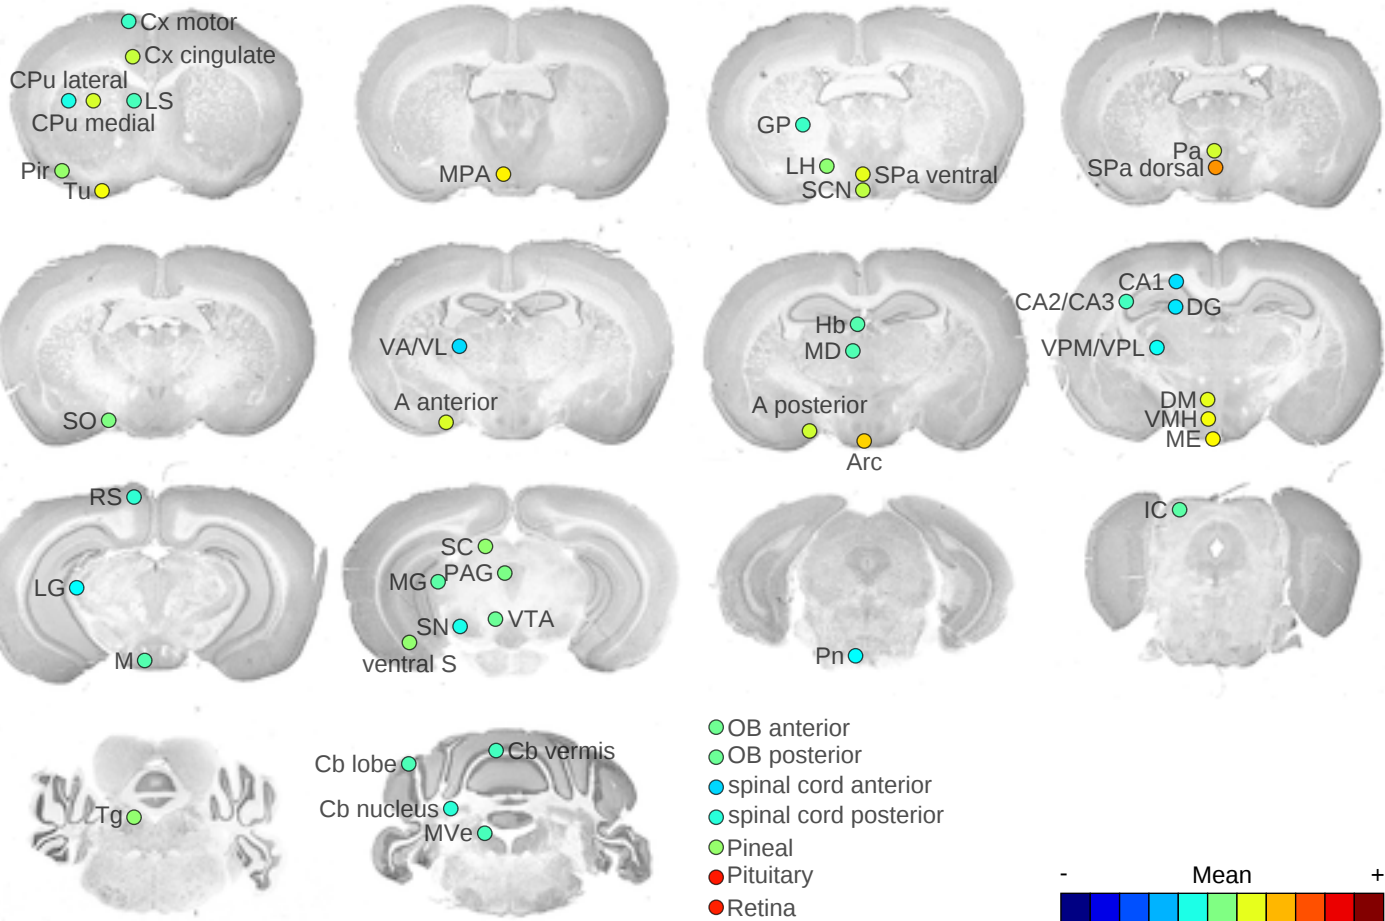 Cx motor
Cx cingulate
CPu lateral
LS
CPu medial
Pir
Tu
MPA
GP
LH
SPa ventral
SCN
Pa
SPa dorsal
SO
VA/VL
A anterior
Hb
MD
A posterior
Arc
CA1
CA2/CA3
DG
VPM/VPL
DM
VMH
ME
RS
LG
M
SC
PAG
MG
VTA
SN
ventral S
Pn
IC
Tg
Cb vermis
Cb lobe
Cb nucleus
MVe
OB anterior
OB posterior
spinal cord anterior
spinal cord posterior
Pineal
Pituitary
Retina
- Mean +